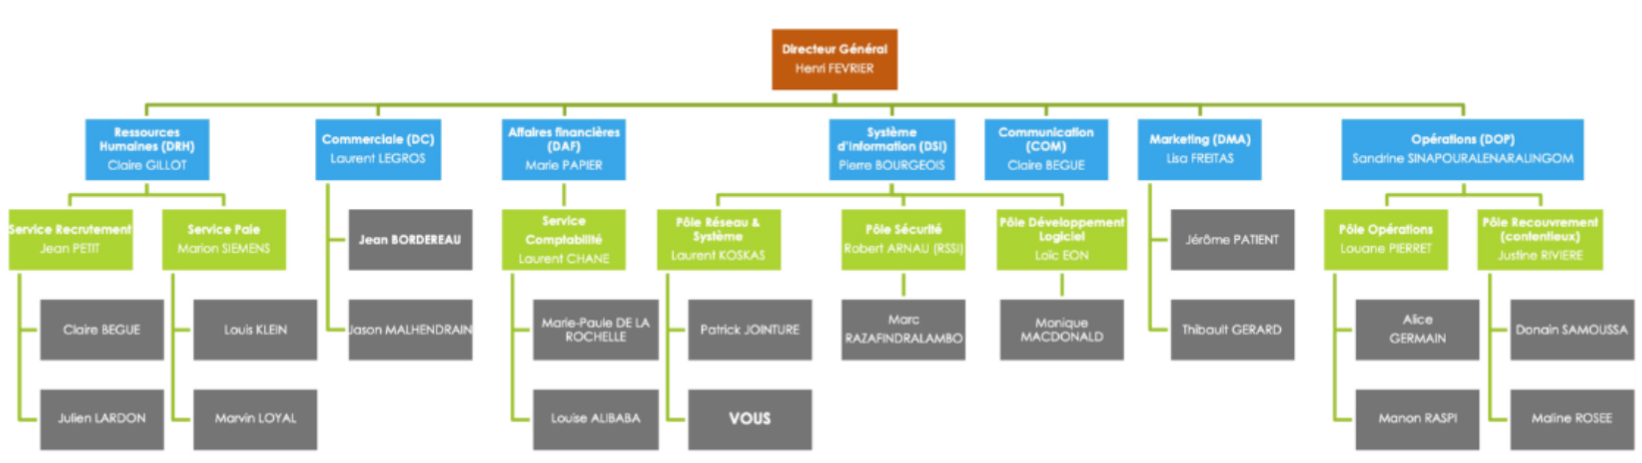 Directeur Général
Henri FEVRIER
Ressources
Humaines (DRH)
Claire GILLOT
Commerciale (DC)
Laurent LEGROS
Affaires financières
(DAF)
Marie PAPIER
Système
d'information (DSI)
Pierre BOURGEOIS
Communication
(COM)
Claire BEGUE
Marketing (DMA)
Lisa FREITAS
Opérations (DOP)
Sandrine SINAPOURALENARALINGOM
Service Recrutement
Jean PETIT
Service Paie
Marion SIEMENS
Jean BORDEREAU
Service
Comptabilité
Laurent CHANE
Pôle Réseau &
Système
Laurent KOSKAS
Pôle Sécurité
Robert ARNAU (RSSI)
Pôle Développement
Logiciel
Loïc EON
Jérôme PATIENT
Pôle Opérations
Louane PIERRET
Pôle Recouvrement
(contentieux)
Justine RIVIERE
Claire BEGUE
Louis KLEIN
Jason MALHENDRAIN
Marie-Paule DE LA
ROCHELLE
Patrick JOINTURE
Marc
RAZAFINDRALAMBO
Monique
MACDONALD
Thibault GERARD
Alice
GERMAIN
Donain SAMOUSSA
Julien LARDON
Marvin LOYAL
Louise ALIBABA
VOUS
Manon RASPI
Maline ROSEE